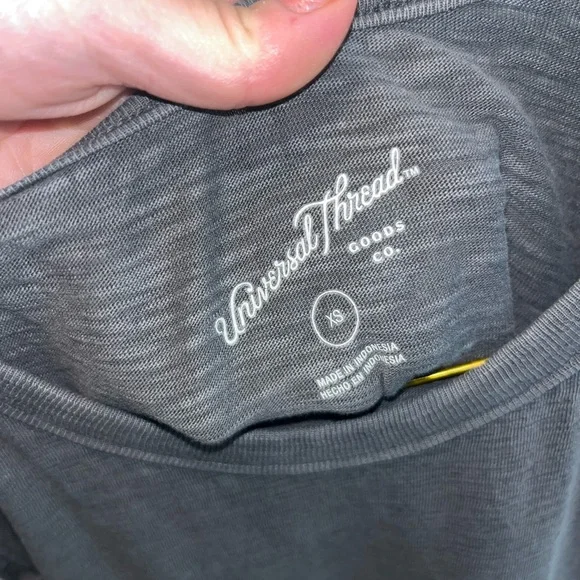 Universal Thread™
GOODS
CO.
XS
MADE IN INDONESIA
HECHO EN INDONESIA